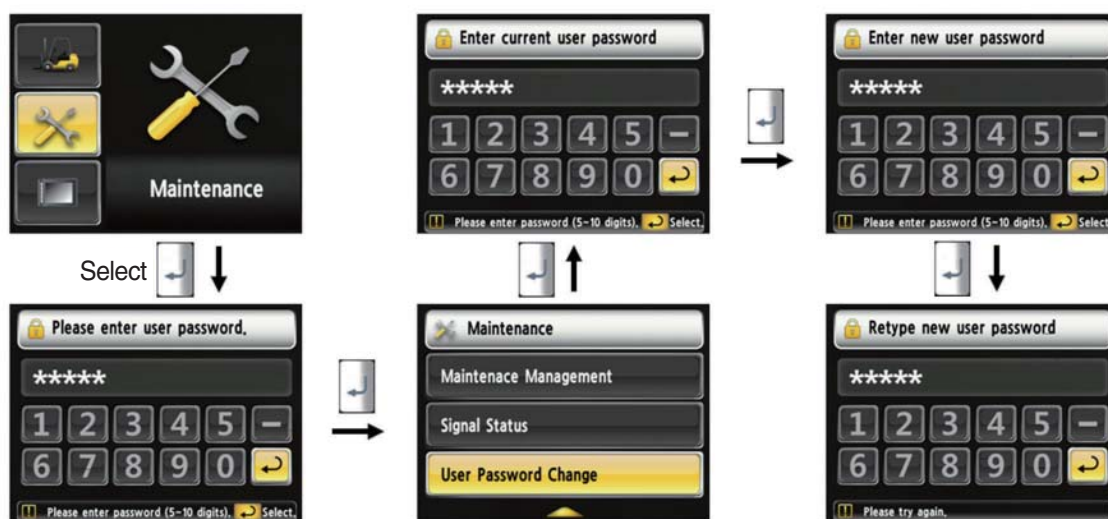 Maintenance
Select
Please enter user password.
*****
1 2 3 4 5 -
6 7 8 9 0
Please enter password (5-10 digits). Select.
Maintenance
Maintenace Management
Signal Status
User Password Change
Enter current user password
*****
1 2 3 4 5 -
6 7 8 9 0
Please enter password (5-10 digits). Select.
Enter new user password
*****
1 2 3 4 5 -
6 7 8 9 0
Please enter password (5-10 digits). Select
Retype new user password
*****
1 2 3 4 5 -
6 7 8 9 0
Please try again.